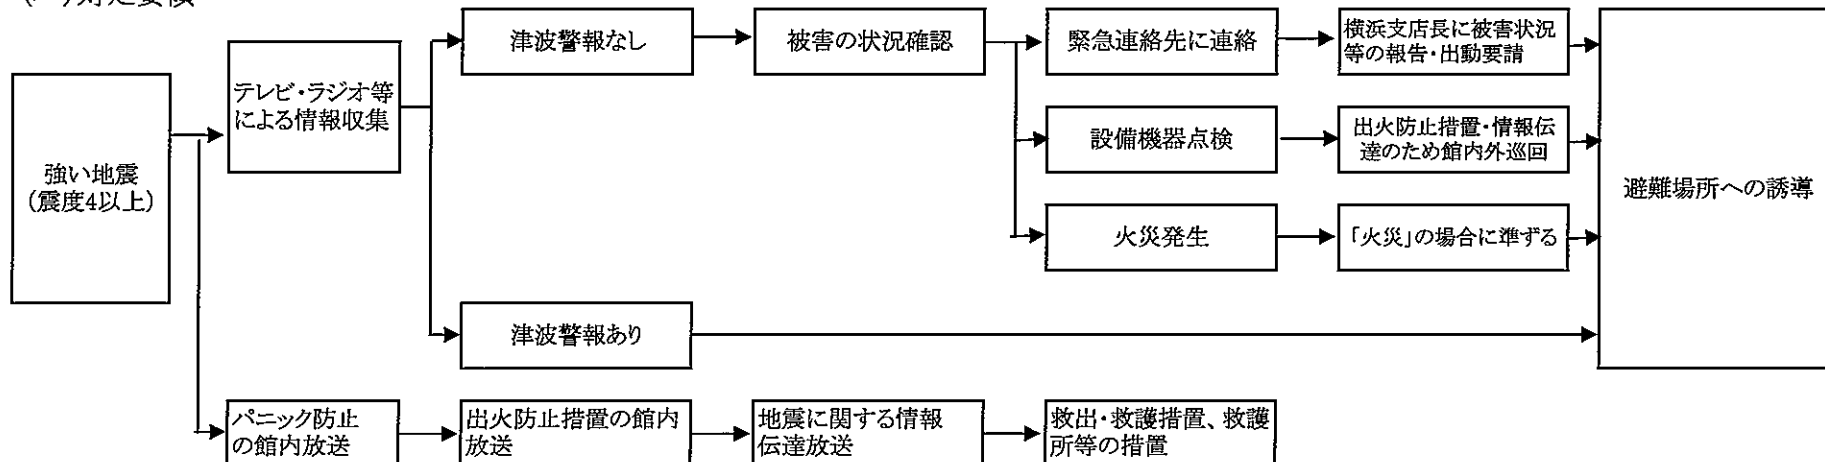 強い地震
(震度4以上)
テレビ・ラジオ等
による情報収集
津波警報なし
被害の状況確認
緊急連絡先に連絡
横浜支店長に被害状況
等の報告・出動要請
設備機器点検
出火防止措置・情報伝
達のため館内外巡回
火災発生
「火災」の場合に準ずる
津波警報あり
避難場所への誘導
パニック防止
の館内放送
出火防止措置の館内
放送
地震に関する情報
伝達放送
救出・救護措置、救護
所等の措置